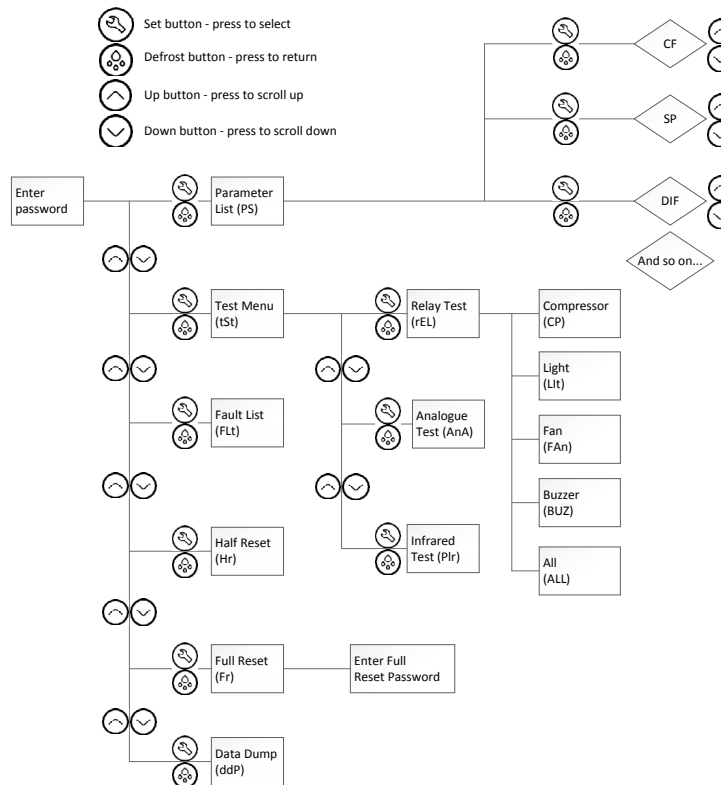 Set button - press to select
Defrost button - press to return
Up button - press to scroll up
Down button - press to scroll down
CF
SP
DIF
And so on...
Enter
password
Parameter
List (PS)
Test Menu
(tSt)
Relay Test
(rEL)
Compressor
(CP)
Light
(LIt)
Fault List
(FLt)
Analogue
Test (AnA)
Fan
(FAn)
Buzzer
(BUZ)
Half Reset
(Hr)
Infrared
Test (PIr)
All
(ALL)
Full Reset
(Fr)
Enter Full
Reset Password
Data Dump
(ddP)